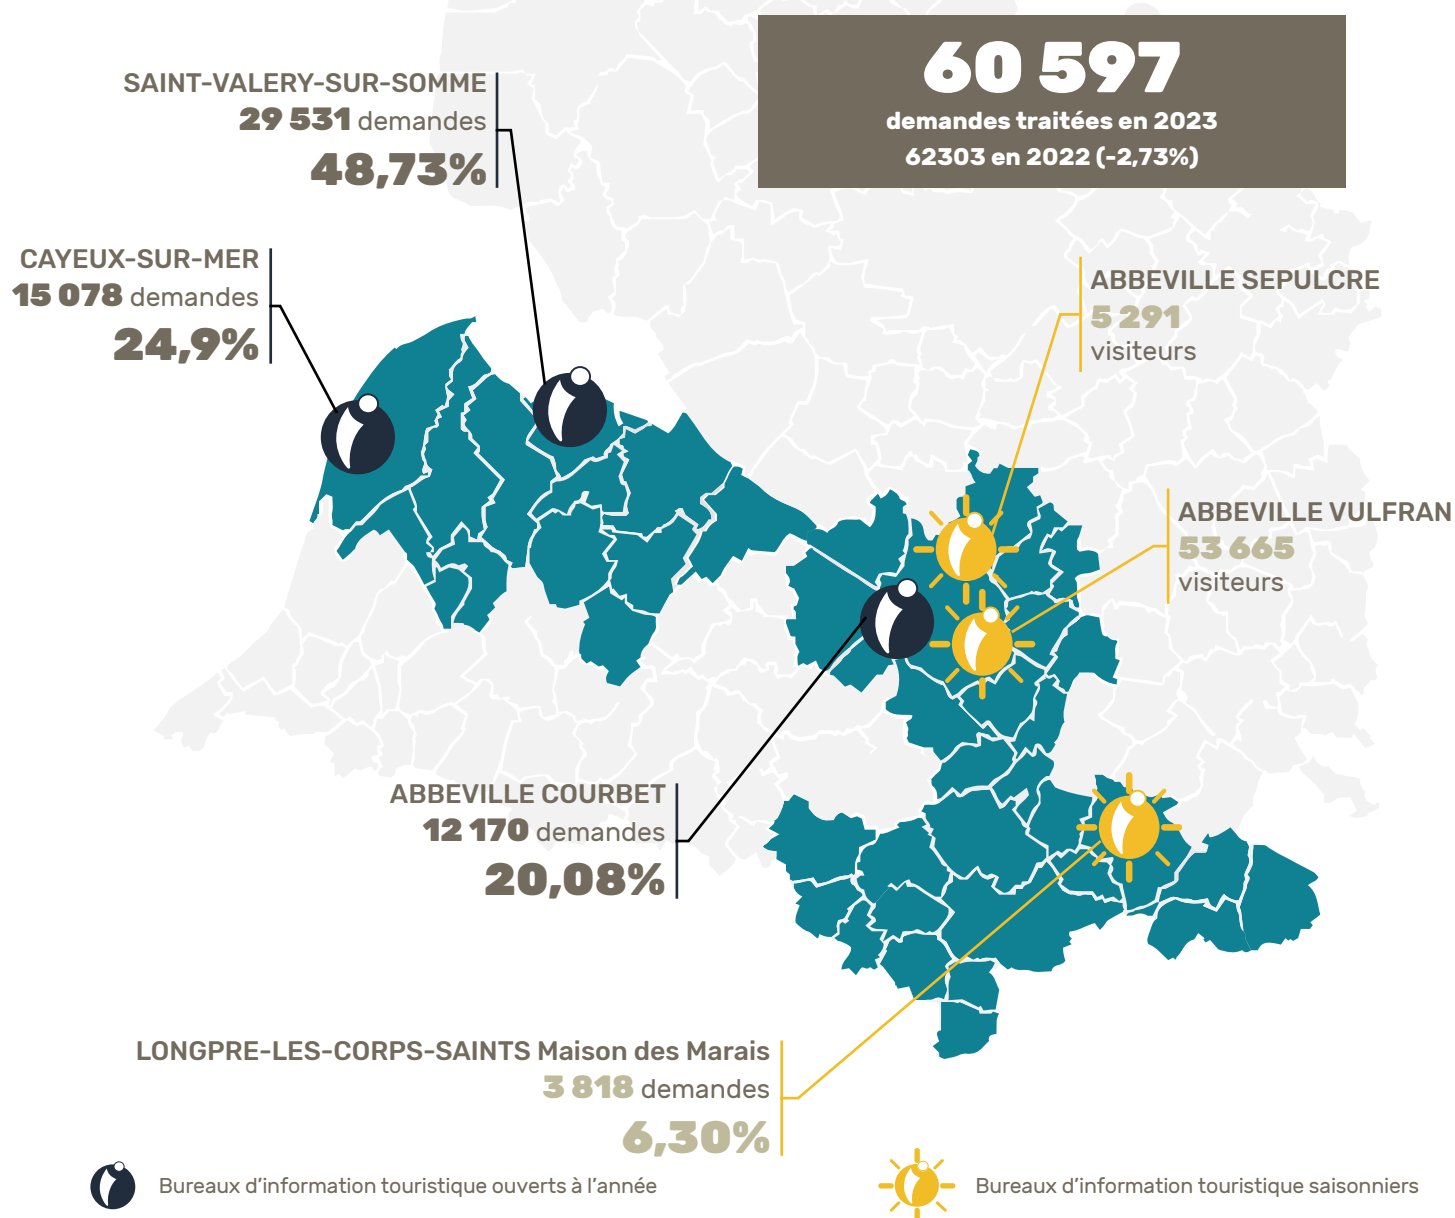 60 597
demandes traitées en 2023
62303 en 2022 (-2,73%)
SAINT-VALERY-SUR-SOMME
29 531 demandes
48,73%
CAYEUX-SUR-MER
15 078 demandes
24,9%
ABBEVILLE SEPULCRE
5 291
visiteurs
ABBEVILLE VULFRAN
53 665
visiteurs
ABBEVILLE COURBET
12 170 demandes
20,08%
LONGPRE-LES-CORPS-SAINTS Maison des Marais
3 818 demandes
6,30%
Bureaux d'information touristique ouverts à l'année
Bureaux d'information touristique saisonniers